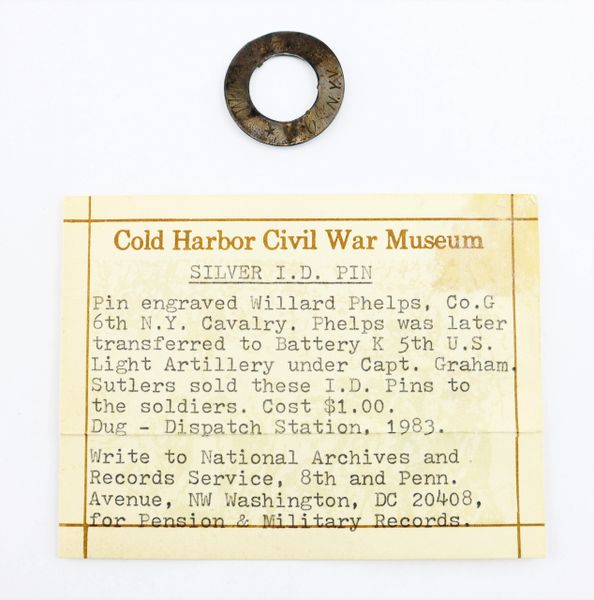 N.Y.V.
Cold Harbor Civil War Museum
SILVER I.D. PIN
Pin engraved Willard Phelps, Co.G
6th N.Y. Cavalry. Phelps was later
transferred to Battery K 5th U.S.
Light Artillery under Capt. Graham.
Sutlers sold these I.D. Pins to
the soldiers. Cost $1.00.
Dug - Dispatch Station, 1983.
Write to National Archives and
Records Service, 8th and Penn.
Avenue, NW Washington, DC 20408,
for Pension & Military Records.